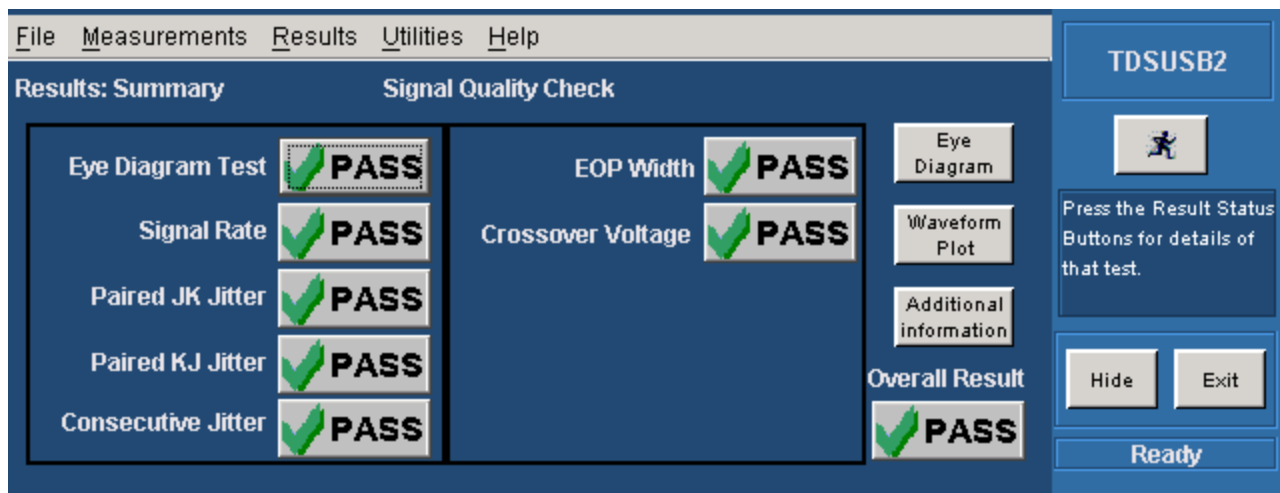 File Measurements Results Utilities Help
Results: Summary Signal Quality Check
Eye Diagram Test PASS
Signal Rate PASS
Paired JK Jitter PASS
Paired KJ Jitter PASS
Consecutive Jitter PASS
EOP Width PASS
Crossover Voltage PASS
Eye
Diagram
Waveform
Plot
Additional
information
Overall Result
PASS
TDSUSB2
Press the Result Status
Buttons for details of
that test.
Hide Exit
Ready